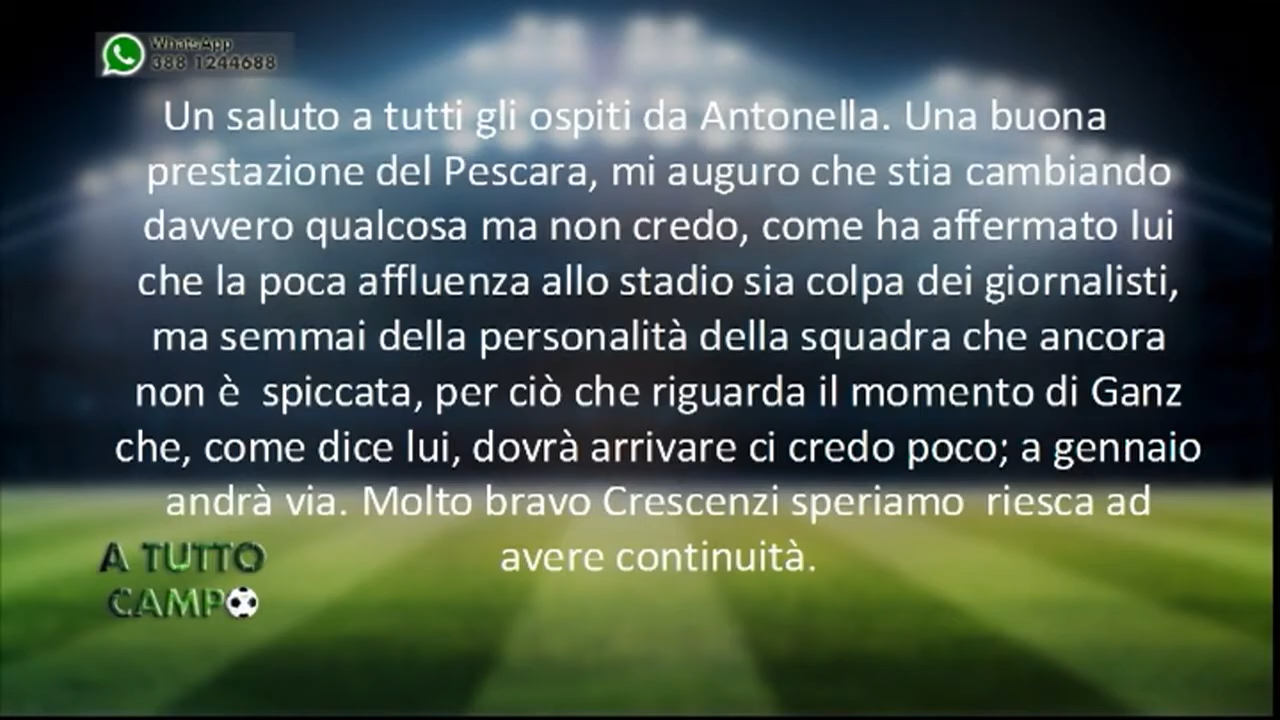 WhatsApp
388 1244688
Un saluto a tutti gli ospiti da Antonella. Una buona
prestazione del Pescara, mi auguro che stia cambiando
davvero qualcosa ma non credo, come ha affermato lui
che la poca affluenza allo stadio sia colpa dei giornalisti,
ma semmai della personalità della squadra che ancora
non è  spiccata, per ciò che riguarda il momento di Ganz
che, come dice lui, dovrà arrivare ci credo poco; a gennaio
andrà via. Molto bravo Crescenzi speriamo  riesca ad
avere continuità.
A TUTTO
CAMPO